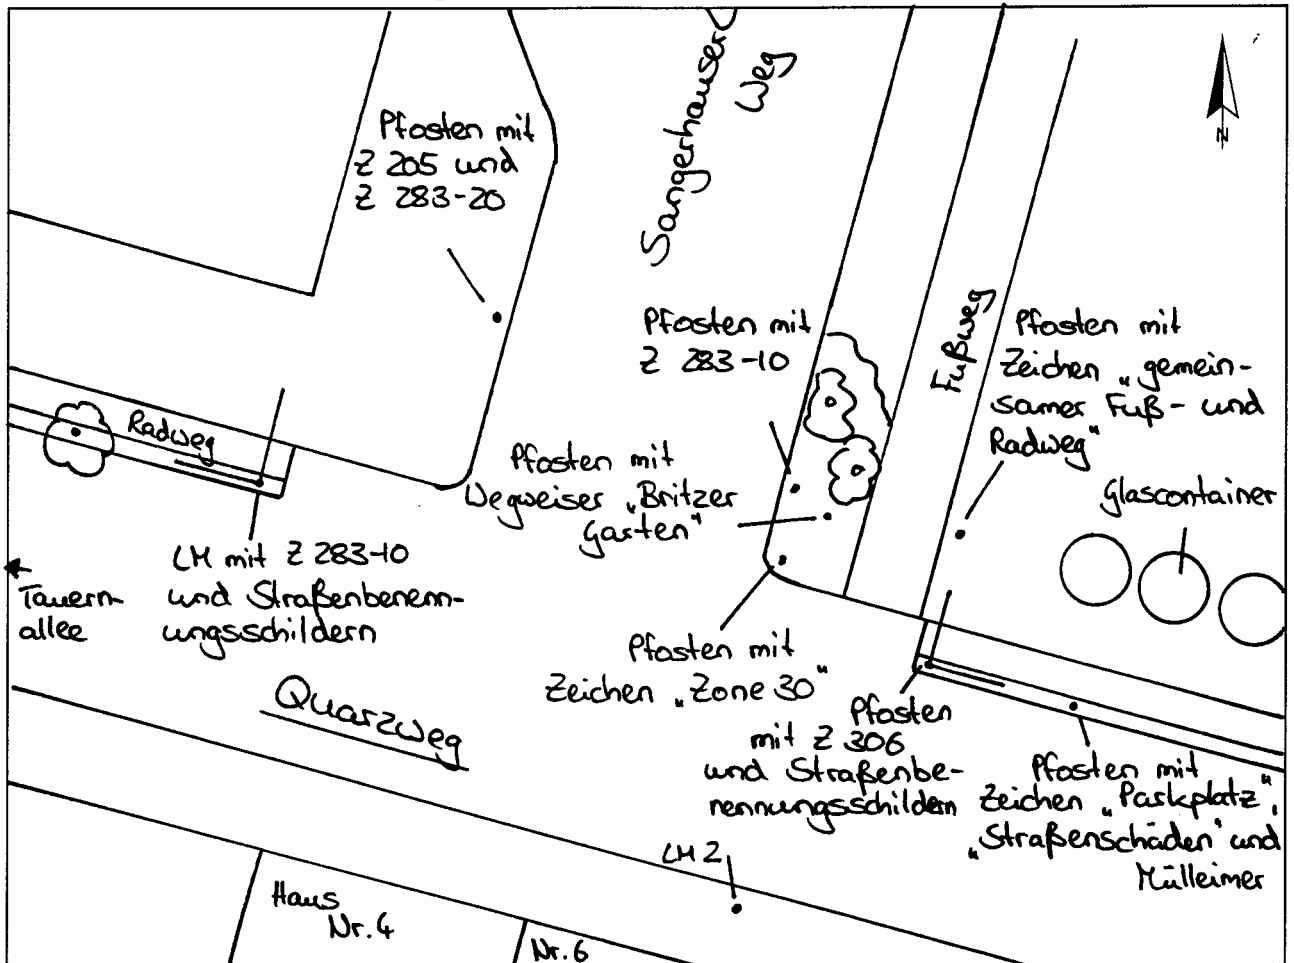 Sangerhauser
Weg
N
Pfosten mit
Z 205 und
Z 283-20
Pfosten mit
Z 283-10
Fußweg
Pfosten mit
Zeichen „gemein-
samer Fuß- und
Radweg“
Radweg
Pfosten mit
Wegweiser „Britzer
Garten“
Glascontainer
LM mit Z 283-10
und Straßenbenenn-
ungsschildern
Tauern-
allee
Pfosten mit
Zeichen „Zone 30“
Quarzweg
Pfosten
mit Z 306
und Straßenbe-
nennungsschildern
Pfosten mit
Zeichen „Parkplatz“,
„Straßenschäden“ und
Mülleimer
LM 2
Haus
Nr. 4
Nr. 6